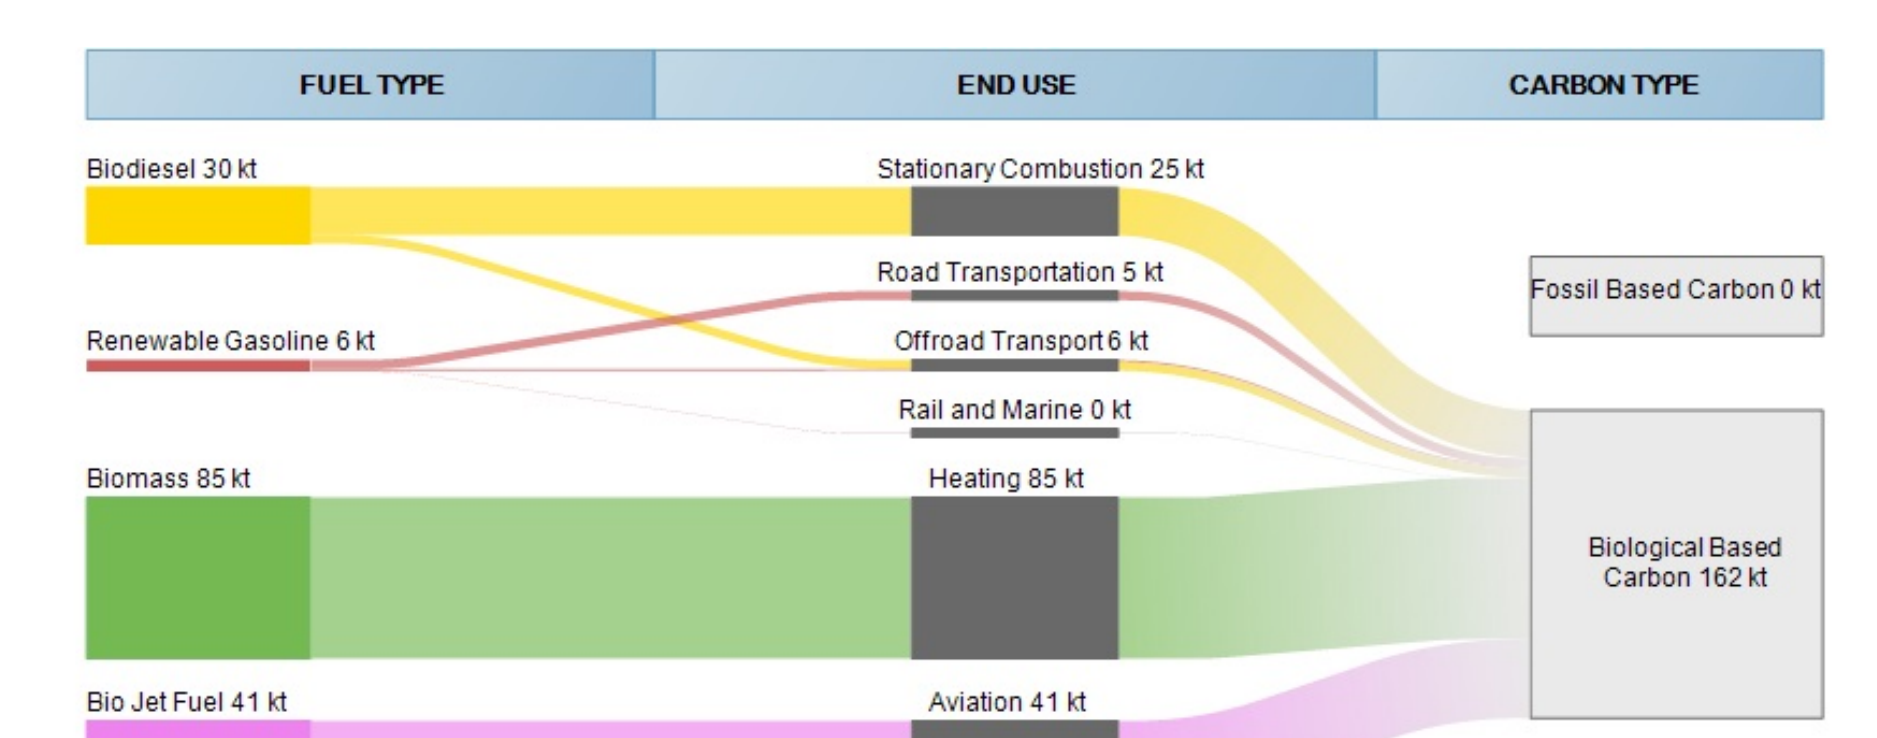 FUEL TYPE
END USE
CARBON TYPE
Biodiesel 30 kt
Stationary Combustion 25 kt
Road Transportation 5 kt
Fossil Based Carbon 0 kt
Renewable Gasoline 6 kt
Offroad Transport 6 kt
Rail and Marine 0 kt
Biomass 85 kt
Heating 85 kt
Biological Based
Carbon 162 kt
Bio Jet Fuel 41 kt
Aviation 41 kt